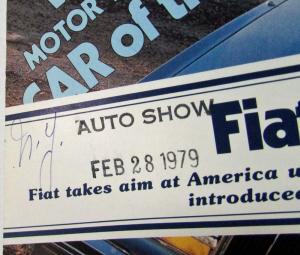 MOTOR
CAR of t
N.Y.
AUTO SHOW
Fiat
FEB 28 1979
Fiat takes aim at America
introduced